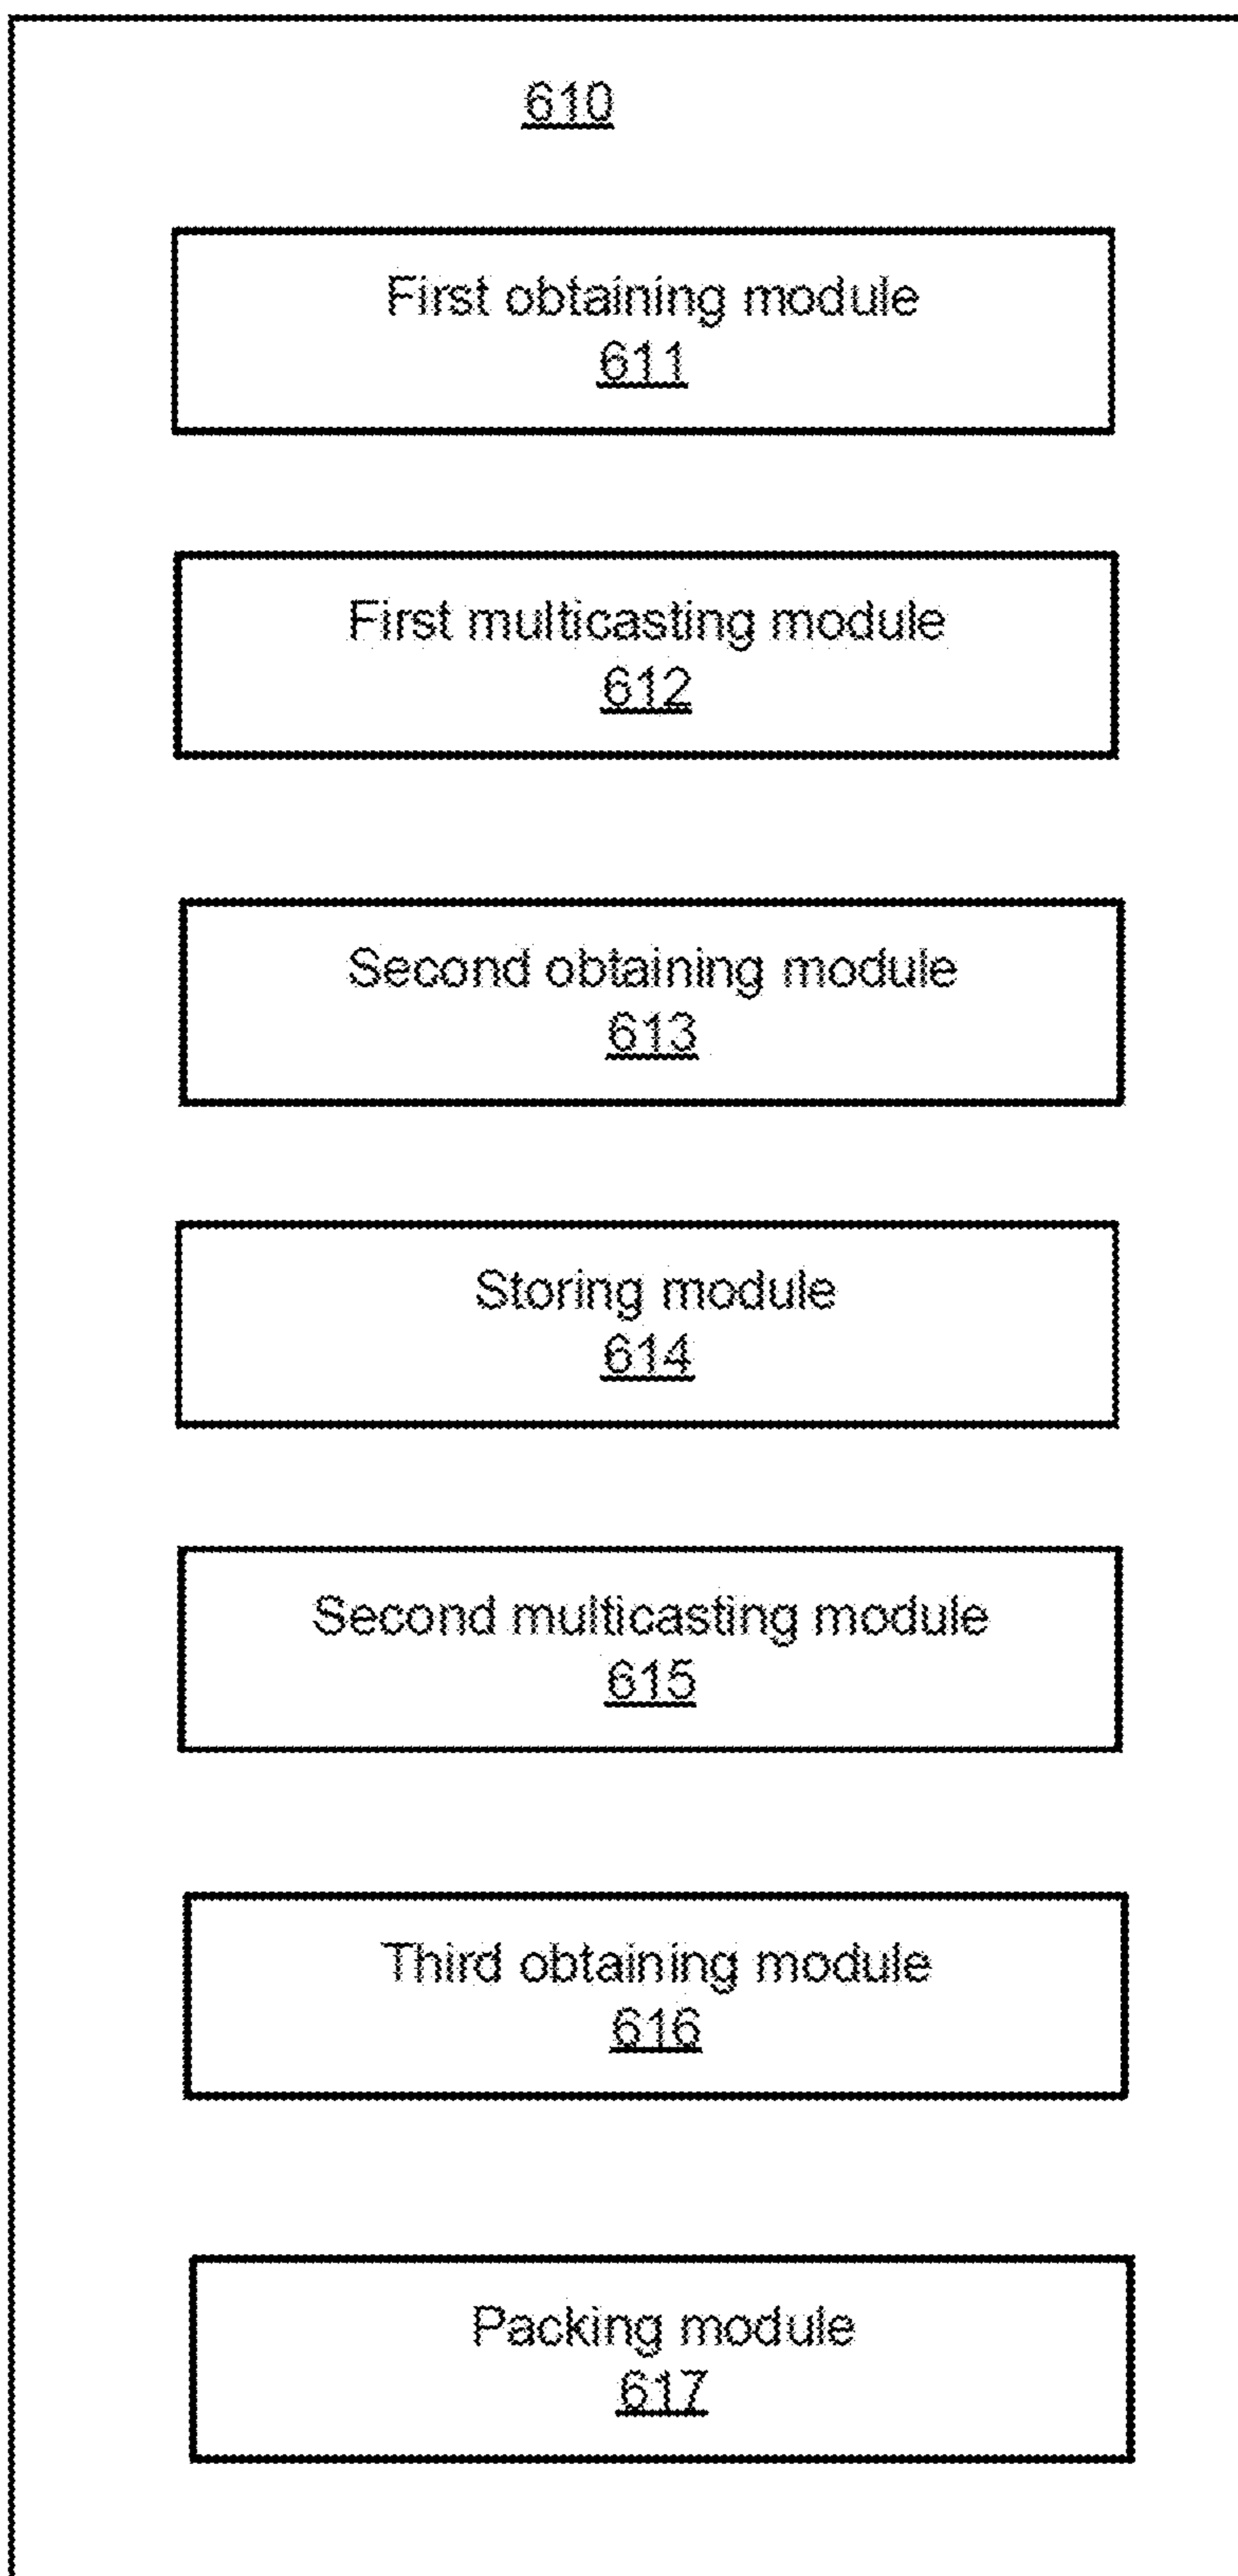 610
First obtaining module
611
First multicasting module
612
Second obtaining module
613
Storing module
614
Second multicasting module
615
Third obtaining module
616
Packing module
617